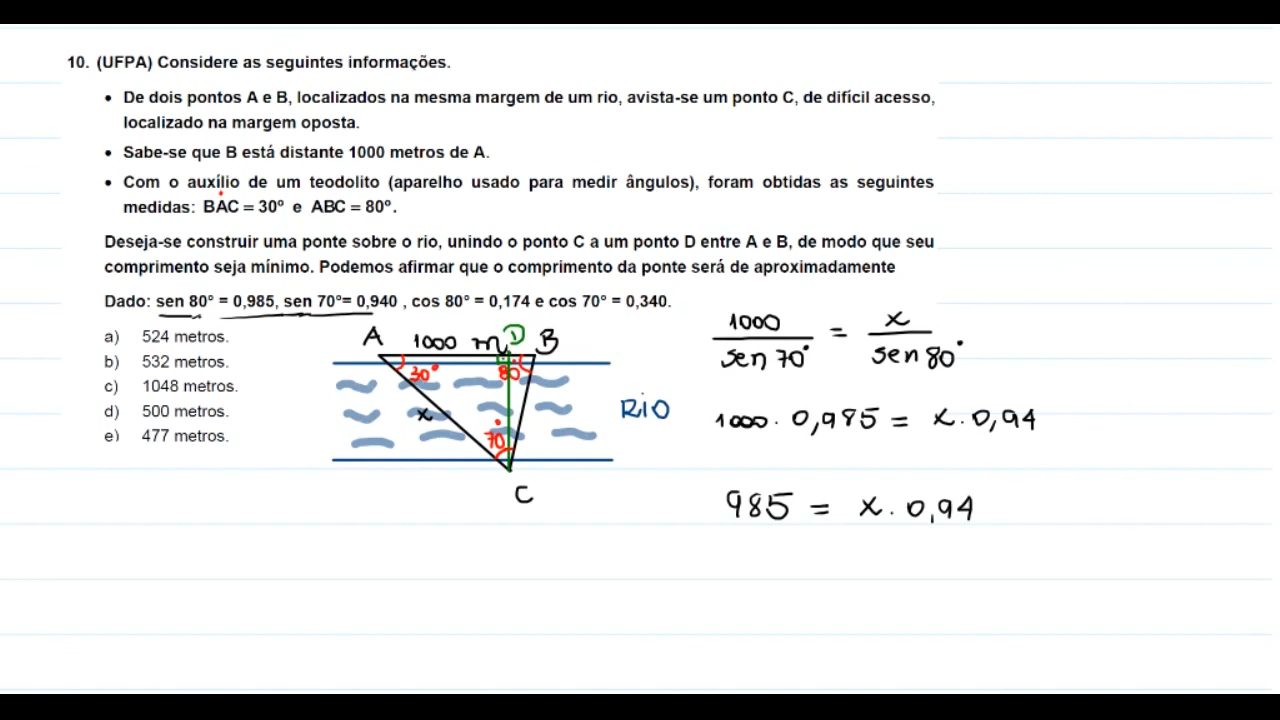 10. (UFPA) Considere as seguintes informações.
• De dois pontos A e B, localizados na mesma margem de um rio, avista-se um ponto C, de difícil acesso,
localizado na margem oposta.
• Sabe-se que B está distante 1000 metros de A.
• Com o auxílio de um teodolito (aparelho usado para medir ângulos), foram obtidas as seguintes
medidas: BAC = 30º e ABC = 80º.
Deseja-se construir uma ponte sobre o rio, unindo o ponto C a um ponto D entre A e B, de modo que seu
comprimento seja mínimo. Podemos afirmar que o comprimento da ponte será de aproximadamente
Dado: sen 80° = 0,985, sen 70°= 0,940 , cos 80° = 0,174 e cos 70° = 0,340.
a) 524 metros.
b) 532 metros.
c) 1048 metros.
d) 500 metros.
e) 477 metros.
A 1000 m D B
30° 80°
x
70°
C
RIO
1000 = x
sen 70° sen 80°
1000 . 0,985 = x . 0,94
985 = x . 0,94